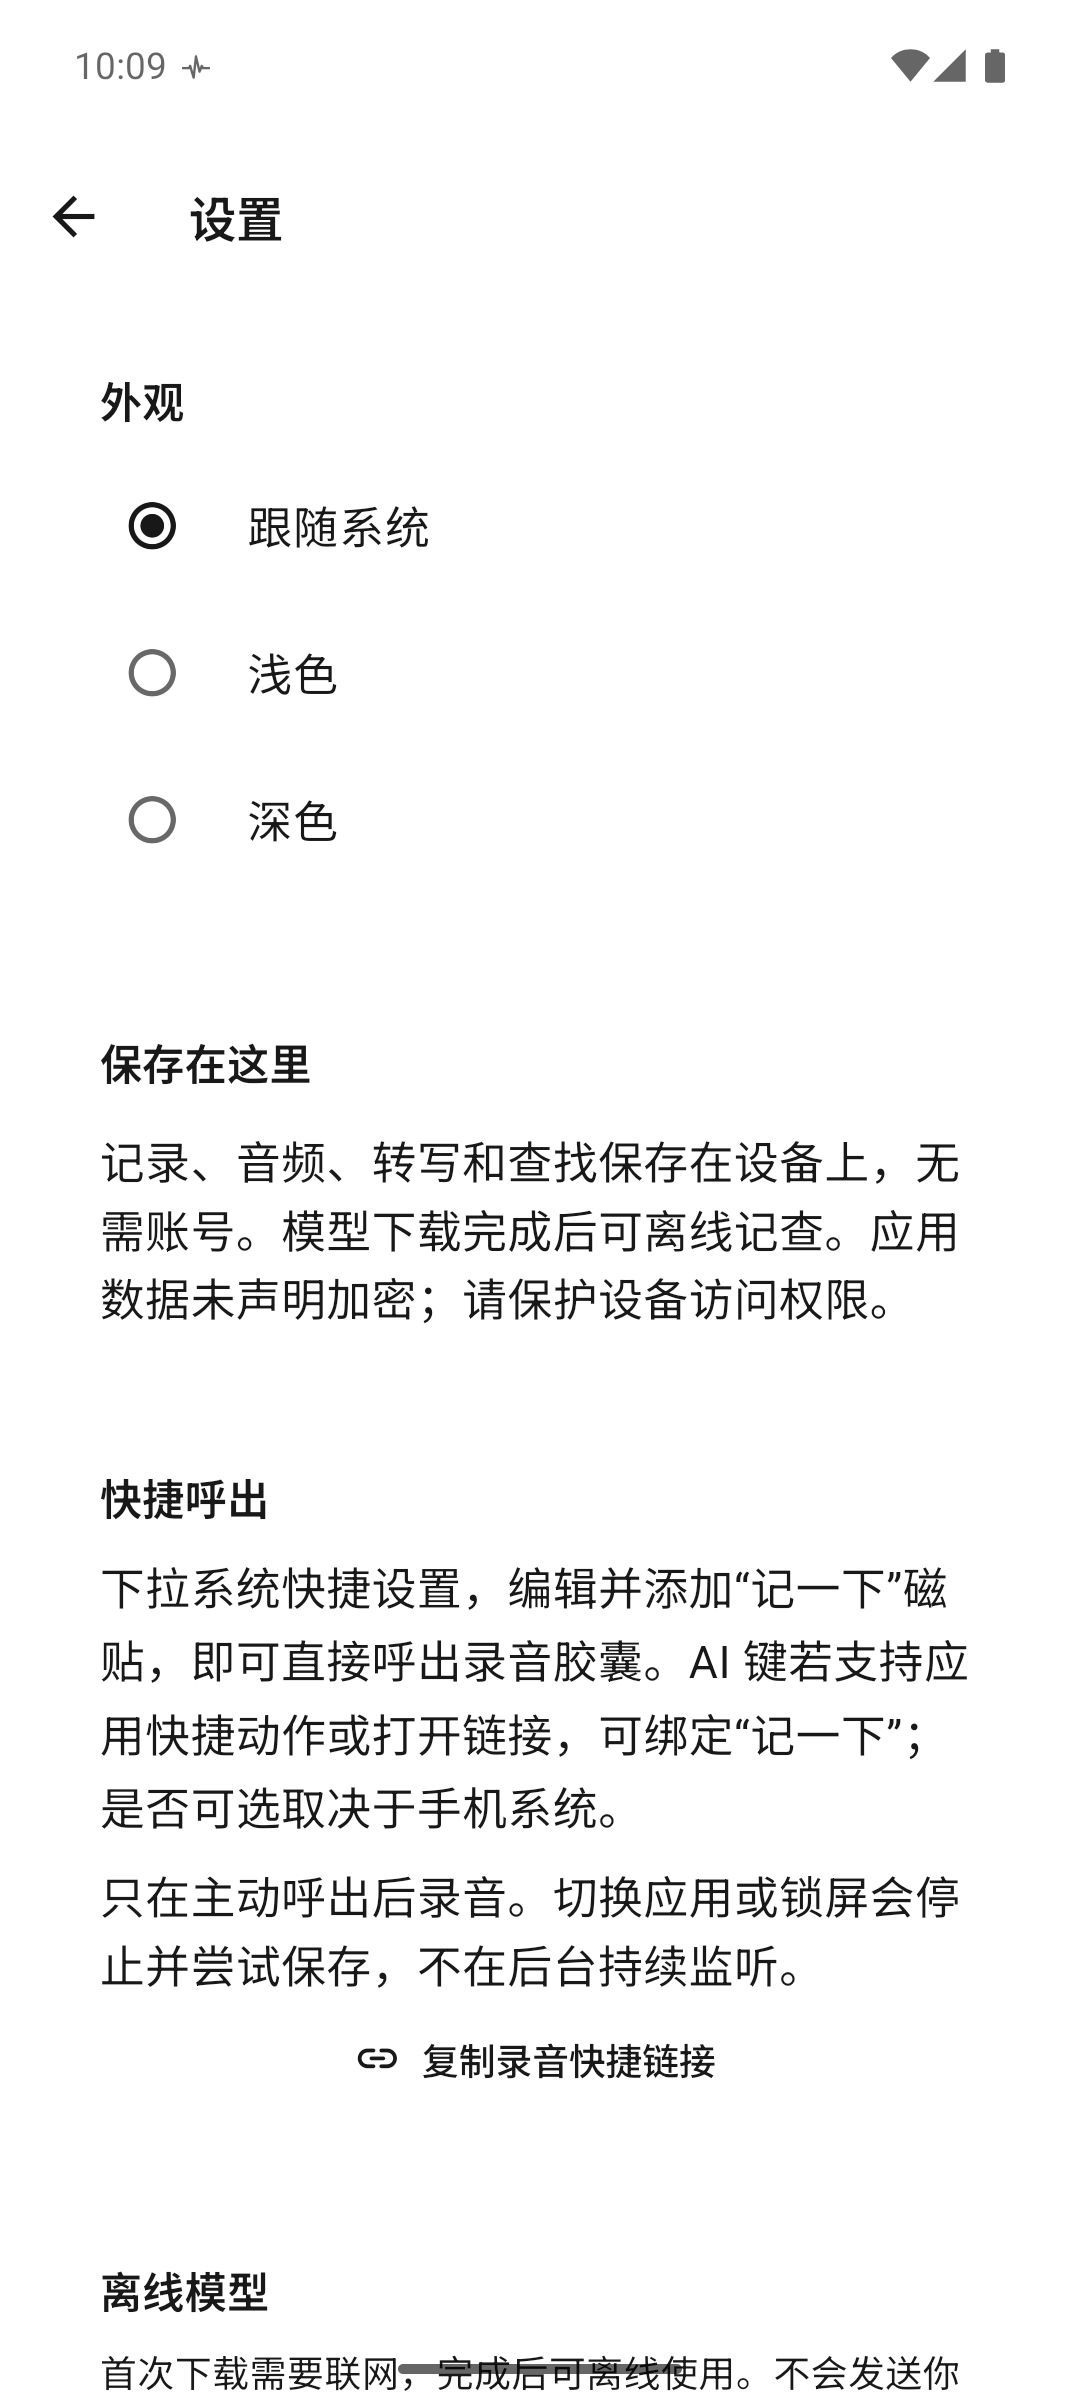 10:09
设置
外观
跟随系统
浅色
深色
保存在这里
记录、音频、转写和查找保存在设备上，无
需账号。模型下载完成后可离线记查。应用
数据未声明加密；请保护设备访问权限。
快捷呼出
下拉系统快捷设置，编辑并添加“记一下”磁
贴，即可直接呼出录音胶囊。AI 键若支持应
用快捷动作或打开链接，可绑定“记一下”；
是否可选取决于手机系统。
只在主动呼出后录音。切换应用或锁屏会停
止并尝试保存，不在后台持续监听。
复制录音快捷链接
离线模型
首次下载需要联网，完成后可离线使用。不会发送你